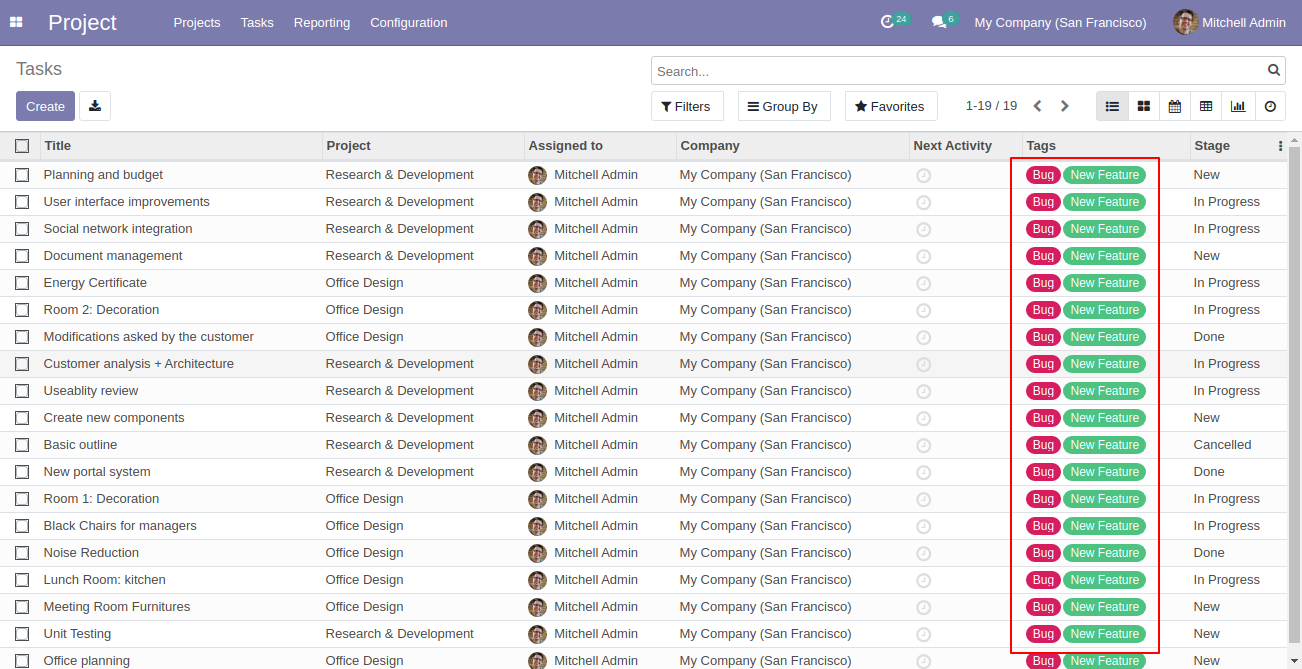 Project Projects Tasks Reporting Configuration 24 6 My Company (San Francisco) Mitchell Admin
Tasks
Search...
Create Filters Group By Favorites 1-19 / 19
Title Project Assigned to Company Next Activity Tags Stage
Planning and budget Research & Development Mitchell Admin My Company (San Francisco) Bug New Feature New
User interface improvements Research & Development Mitchell Admin My Company (San Francisco) Bug New Feature In Progress
Social network integration Research & Development Mitchell Admin My Company (San Francisco) Bug New Feature In Progress
Document management Research & Development Mitchell Admin My Company (San Francisco) Bug New Feature New
Energy Certificate Office Design Mitchell Admin My Company (San Francisco) Bug New Feature In Progress
Room 2: Decoration Office Design Mitchell Admin My Company (San Francisco) Bug New Feature In Progress
Modifications asked by the customer Office Design Mitchell Admin My Company (San Francisco) Bug New Feature Done
Customer analysis + Architecture Research & Development Mitchell Admin My Company (San Francisco) Bug New Feature In Progress
Useablity review Research & Development Mitchell Admin My Company (San Francisco) Bug New Feature In Progress
Create new components Research & Development Mitchell Admin My Company (San Francisco) Bug New Feature New
Basic outline Research & Development Mitchell Admin My Company (San Francisco) Bug New Feature Cancelled
New portal system Research & Development Mitchell Admin My Company (San Francisco) Bug New Feature Done
Room 1: Decoration Office Design Mitchell Admin My Company (San Francisco) Bug New Feature In Progress
Black Chairs for managers Office Design Mitchell Admin My Company (San Francisco) Bug New Feature In Progress
Noise Reduction Office Design Mitchell Admin My Company (San Francisco) Bug New Feature Done
Lunch Room: kitchen Office Design Mitchell Admin My Company (San Francisco) Bug New Feature In Progress
Meeting Room Furnitures Office Design Mitchell Admin My Company (San Francisco) Bug New Feature New
Unit Testing Research & Development Mitchell Admin My Company (San Francisco) Bug New Feature New
Office planning Office Design Mitchell Admin My Company (San Francisco) Bug New Feature New